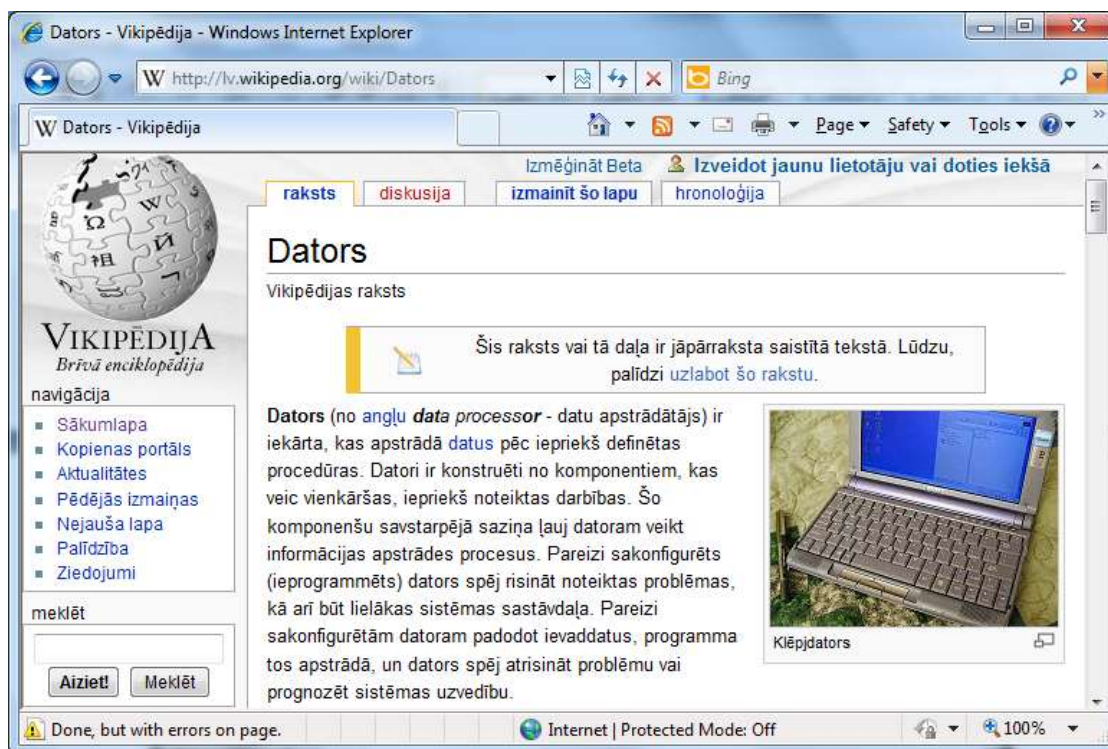 Dators - Vikipēdija - Windows Internet Explorer
http://lv.wikipedia.org/wiki/Dators
Bing
Dators - Vikipēdija
Page Safety Tools
Izmēģināt Beta Izveidot jaunu lietotāju vai doties iekšā
raksts diskusija izmainīt šo lapu hronoloģija
VIKIPĒDIJA
Brīvā enciklopēdija
navigācija
Sākumlapa
Kopienas portāls
Aktualitātes
Pēdējās izmaiņas
Nejauša lapa
Palīdzība
Ziedojumi
meklēt
Aiziet! Meklēt
Dators
Vikipēdijas raksts
Šis raksts vai tā daļa ir jāpārraksta saistītā tekstā. Lūdzu,
palīdzi uzlabot šo rakstu.
Dators (no angļu data processor - datu apstrādātājs) ir
iekārta, kas apstrādā datus pēc iepriekš definētas
procedūras. Datori ir konstruēti no komponentiem, kas
veic vienkāršas, iepriekš noteiktas darbības. Šo
komponenšu savstarpējā saziņa ļauj datoram veikt
informācijas apstrādes procesus. Pareizi sakonfigurēts
(ieprogrammēts) dators spēj risināt noteiktas problēmas,
kā arī būt lielākas sistēmas sastāvdaļa. Pareizi
sakonfigurētām datoram padodot ievaddatus, programma
tos apstrādā, un dators spēj atrisināt problēmu vai
prognozēt sistēmas uzvedību.
Klēpjdators
Done, but with errors on page. Internet | Protected Mode: Off 100%